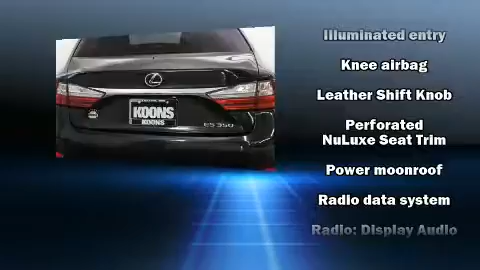 KOONS
ES 350
Illuminated entry
Knee airbag
Leather Shift Knob
Perforated
NuLuxe Seat Trim
Power moonroof
Radio data system
Radio: Display Audio